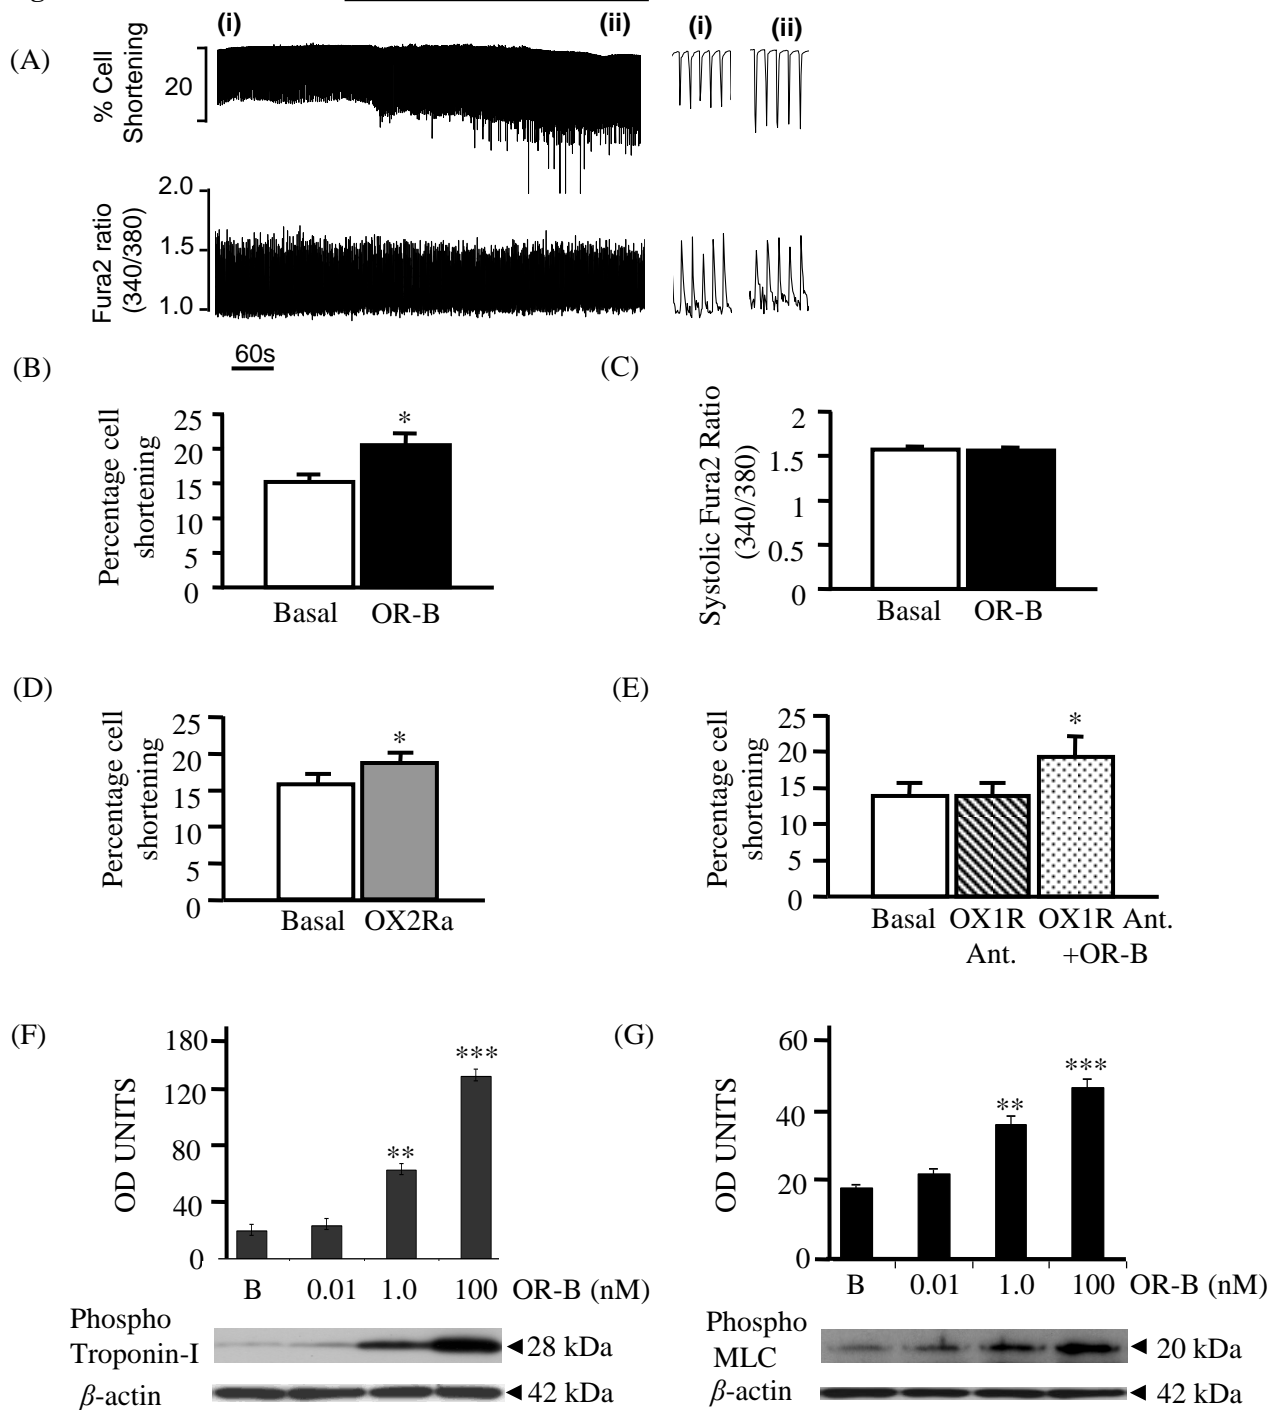 (i) (ii) (i) (ii)
(A)
% Cell
Shortening
20
Fura2 ratio
(340/380)
2.0
1.5
1.0
60s
(B)
Percentage cell
shortening
25
20
15
10
5
0
*
Basal OR-B
(C)
Systolic Fura2 Ratio
(340/380)
2
1.5
1
0.5
0
Basal OR-B
(D)
Percentage cell
shortening
25
20
15
10
5
0
*
Basal OX2Ra
(E)
Percentage cell
shortening
25
20
15
10
5
0
*
Basal OX1R OX1R Ant.
Ant. +OR-B
(F)
OD UNITS
180
120
80
40
0
**
***
B 0.01 1.0 100 OR-B (nM)
Phospho
Troponin-I
28 kDa
β-actin
42 kDa
(G)
OD UNITS
60
40
20
0
**
***
B 0.01 1.0 100 OR-B (nM)
Phospho
MLC
20 kDa
β-actin
42 kDa